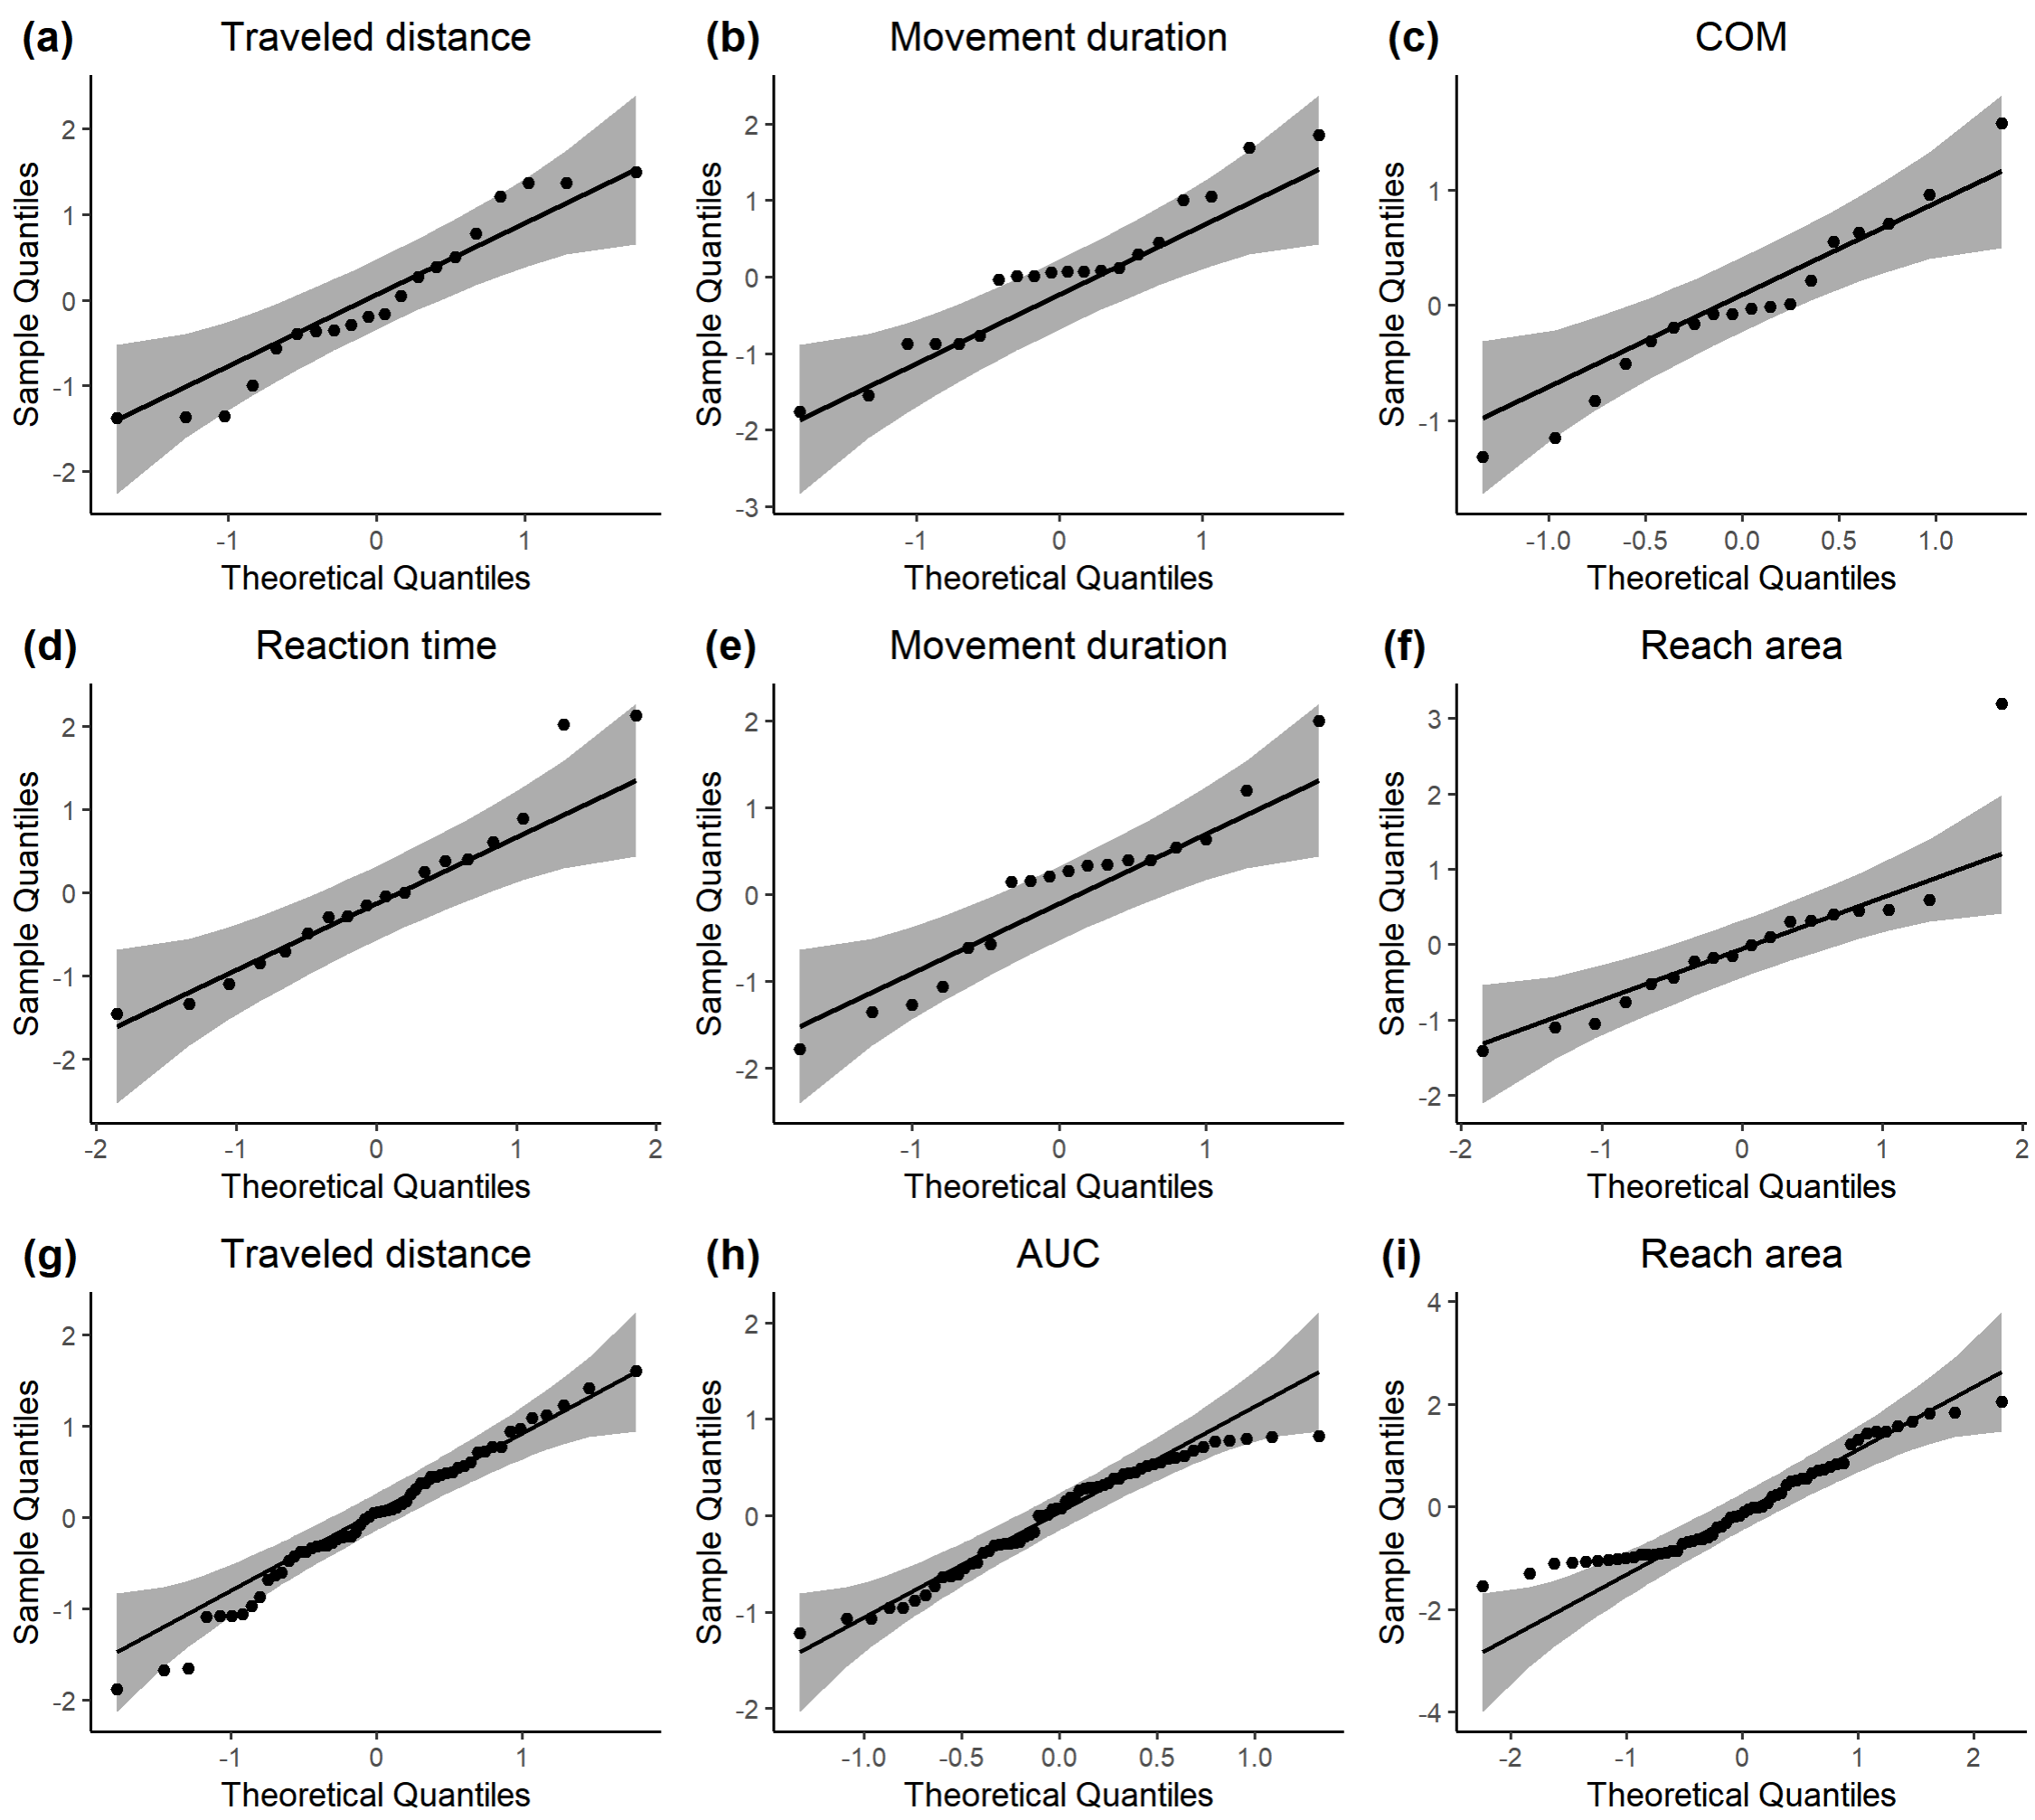 (a) Traveled distance
2
1
0
-1
-2
Sample Quantiles
-1 0 1
Theoretical Quantiles
(b) Movement duration
2
1
0
-1
-2
-3
Sample Quantiles
-1 0 1
Theoretical Quantiles
(c) COM
1
0
-1
Sample Quantiles
-1.0 -0.5 0.0 0.5 1.0
Theoretical Quantiles
(d) Reaction time
2
1
0
-1
-2
Sample Quantiles
-2 -1 0 1 2
Theoretical Quantiles
(e) Movement duration
2
1
0
-1
-2
Sample Quantiles
-1 0 1
Theoretical Quantiles
(f) Reach area
3
2
1
0
-1
-2
Sample Quantiles
-2 -1 0 1 2
Theoretical Quantiles
(g) Traveled distance
2
1
0
-1
-2
Sample Quantiles
-1 0 1
Theoretical Quantiles
(h) AUC
2
1
0
-1
-2
Sample Quantiles
-1.0 -0.5 0.0 0.5 1.0
Theoretical Quantiles
(i) Reach area
4
2
0
-2
-4
Sample Quantiles
-2 -1 0 1 2
Theoretical Quantiles